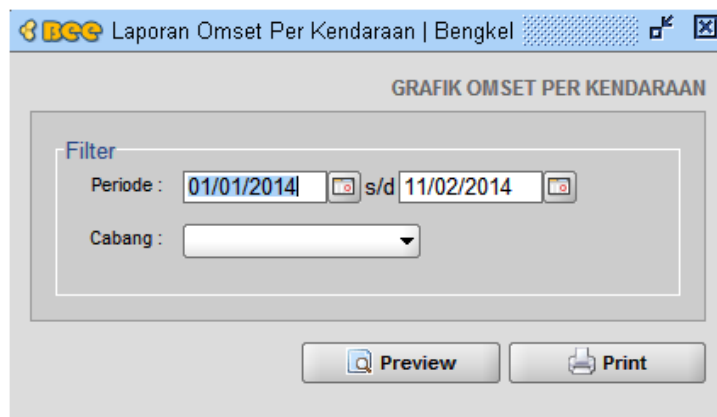 Bee Laporan Omset Per Kendaraan | Bengkel
GRAFIK OMSET PER KENDARAAN
Filter
Periode : 01/01/2014 s/d 11/02/2014
Cabang :
Preview Print